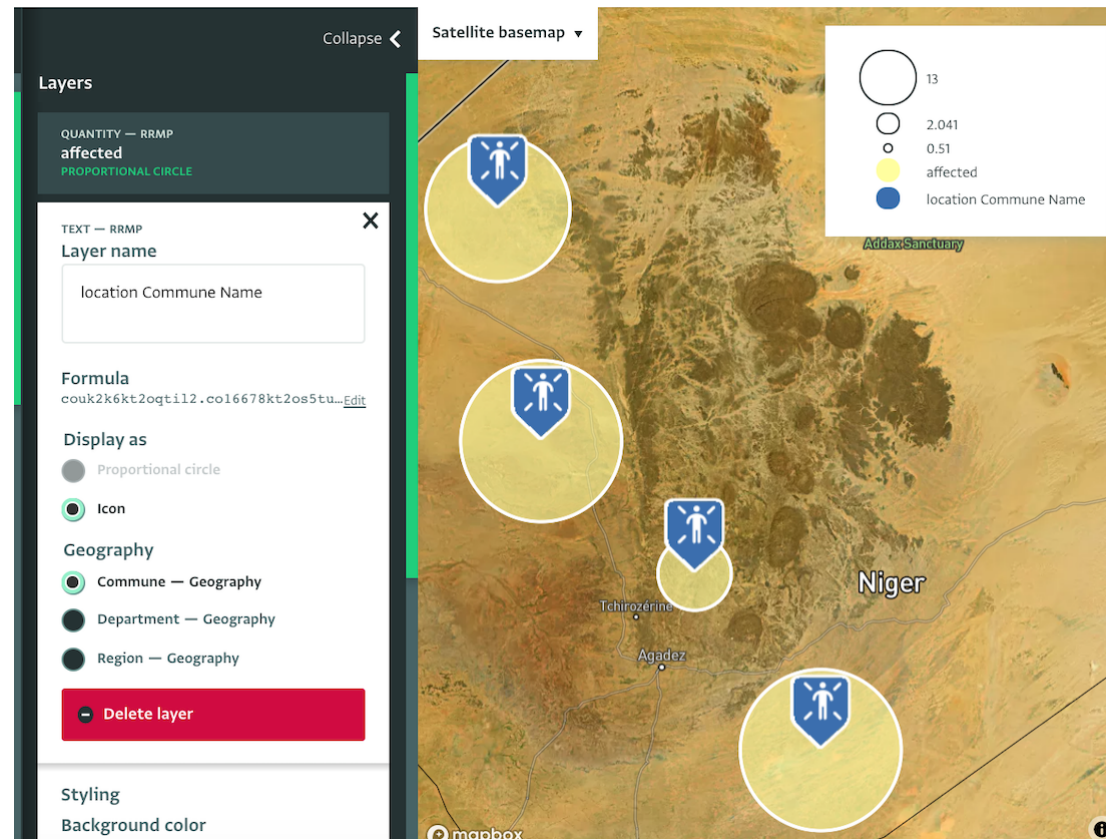 Collapse
Layers
QUANTITY — RRMP
affected
PROPORTIONAL CIRCLE
TEXT — RRMP
Layer name
location Commune Name
Formula
couk2k6kt2oqtil2.co16678kt2os5tu…Edit
Display as
Proportional circle
Icon
Geography
Commune — Geography
Department — Geography
Region — Geography
Delete layer
Styling
Background color
Satellite basemap
13
2.041
0.51
affected
location Commune Name
Addax Sanctuary
Niger
Tchirozérine
Agadez
mapbox